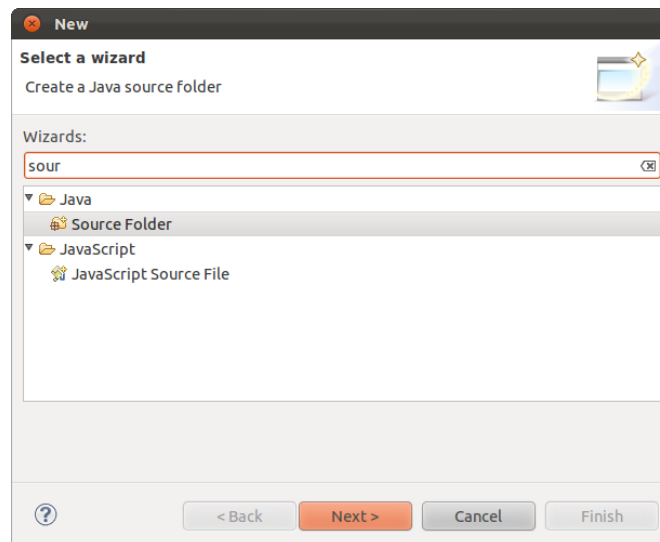 New
Select a wizard
Create a Java source folder
Wizards:
sour
Java
Source Folder
JavaScript
JavaScript Source File
? < Back Next > Cancel Finish